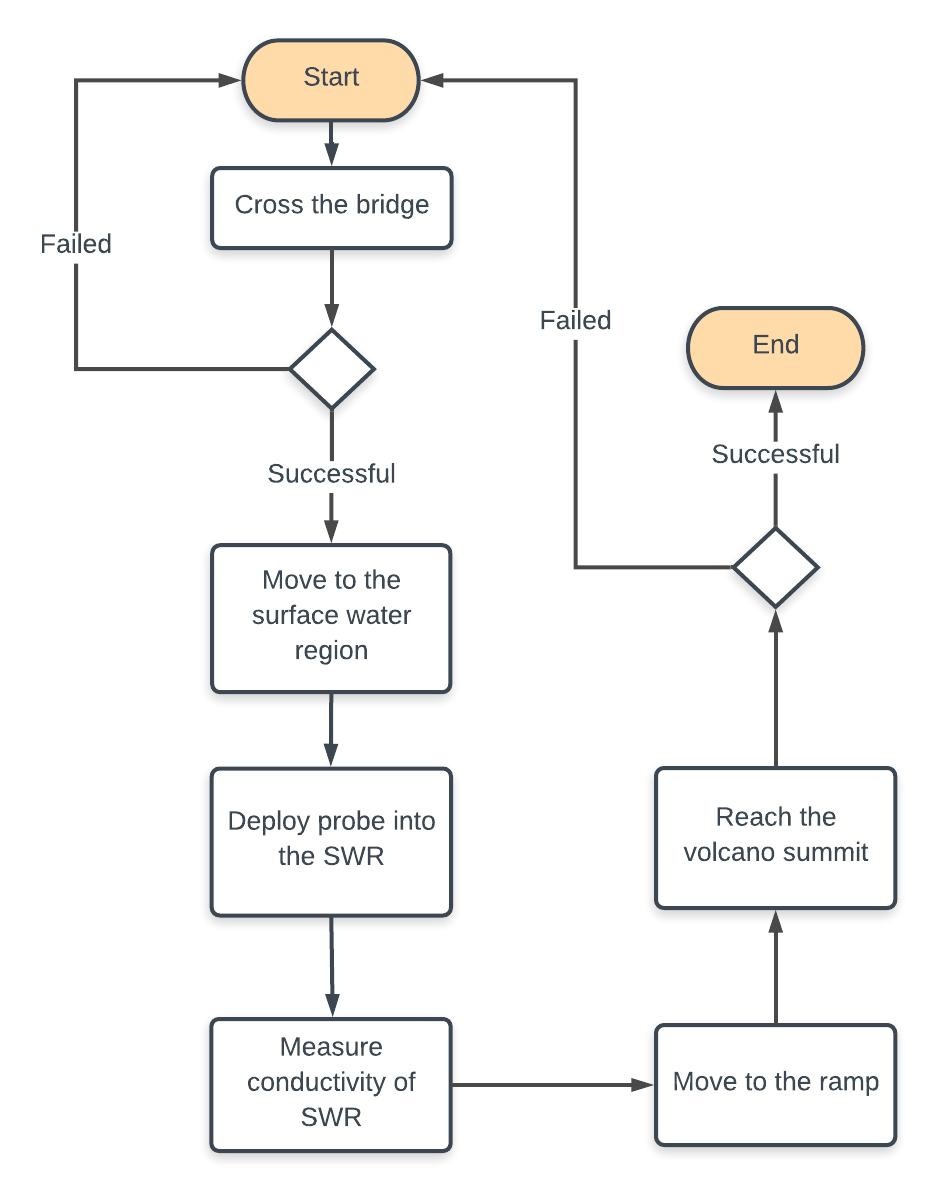 Start
Cross the bridge
Failed
Successful
Move to the
surface water
region
Deploy probe into
the SWR
Measure
conductivity of
SWR
Move to the ramp
Reach the
volcano summit
Failed
Successful
End